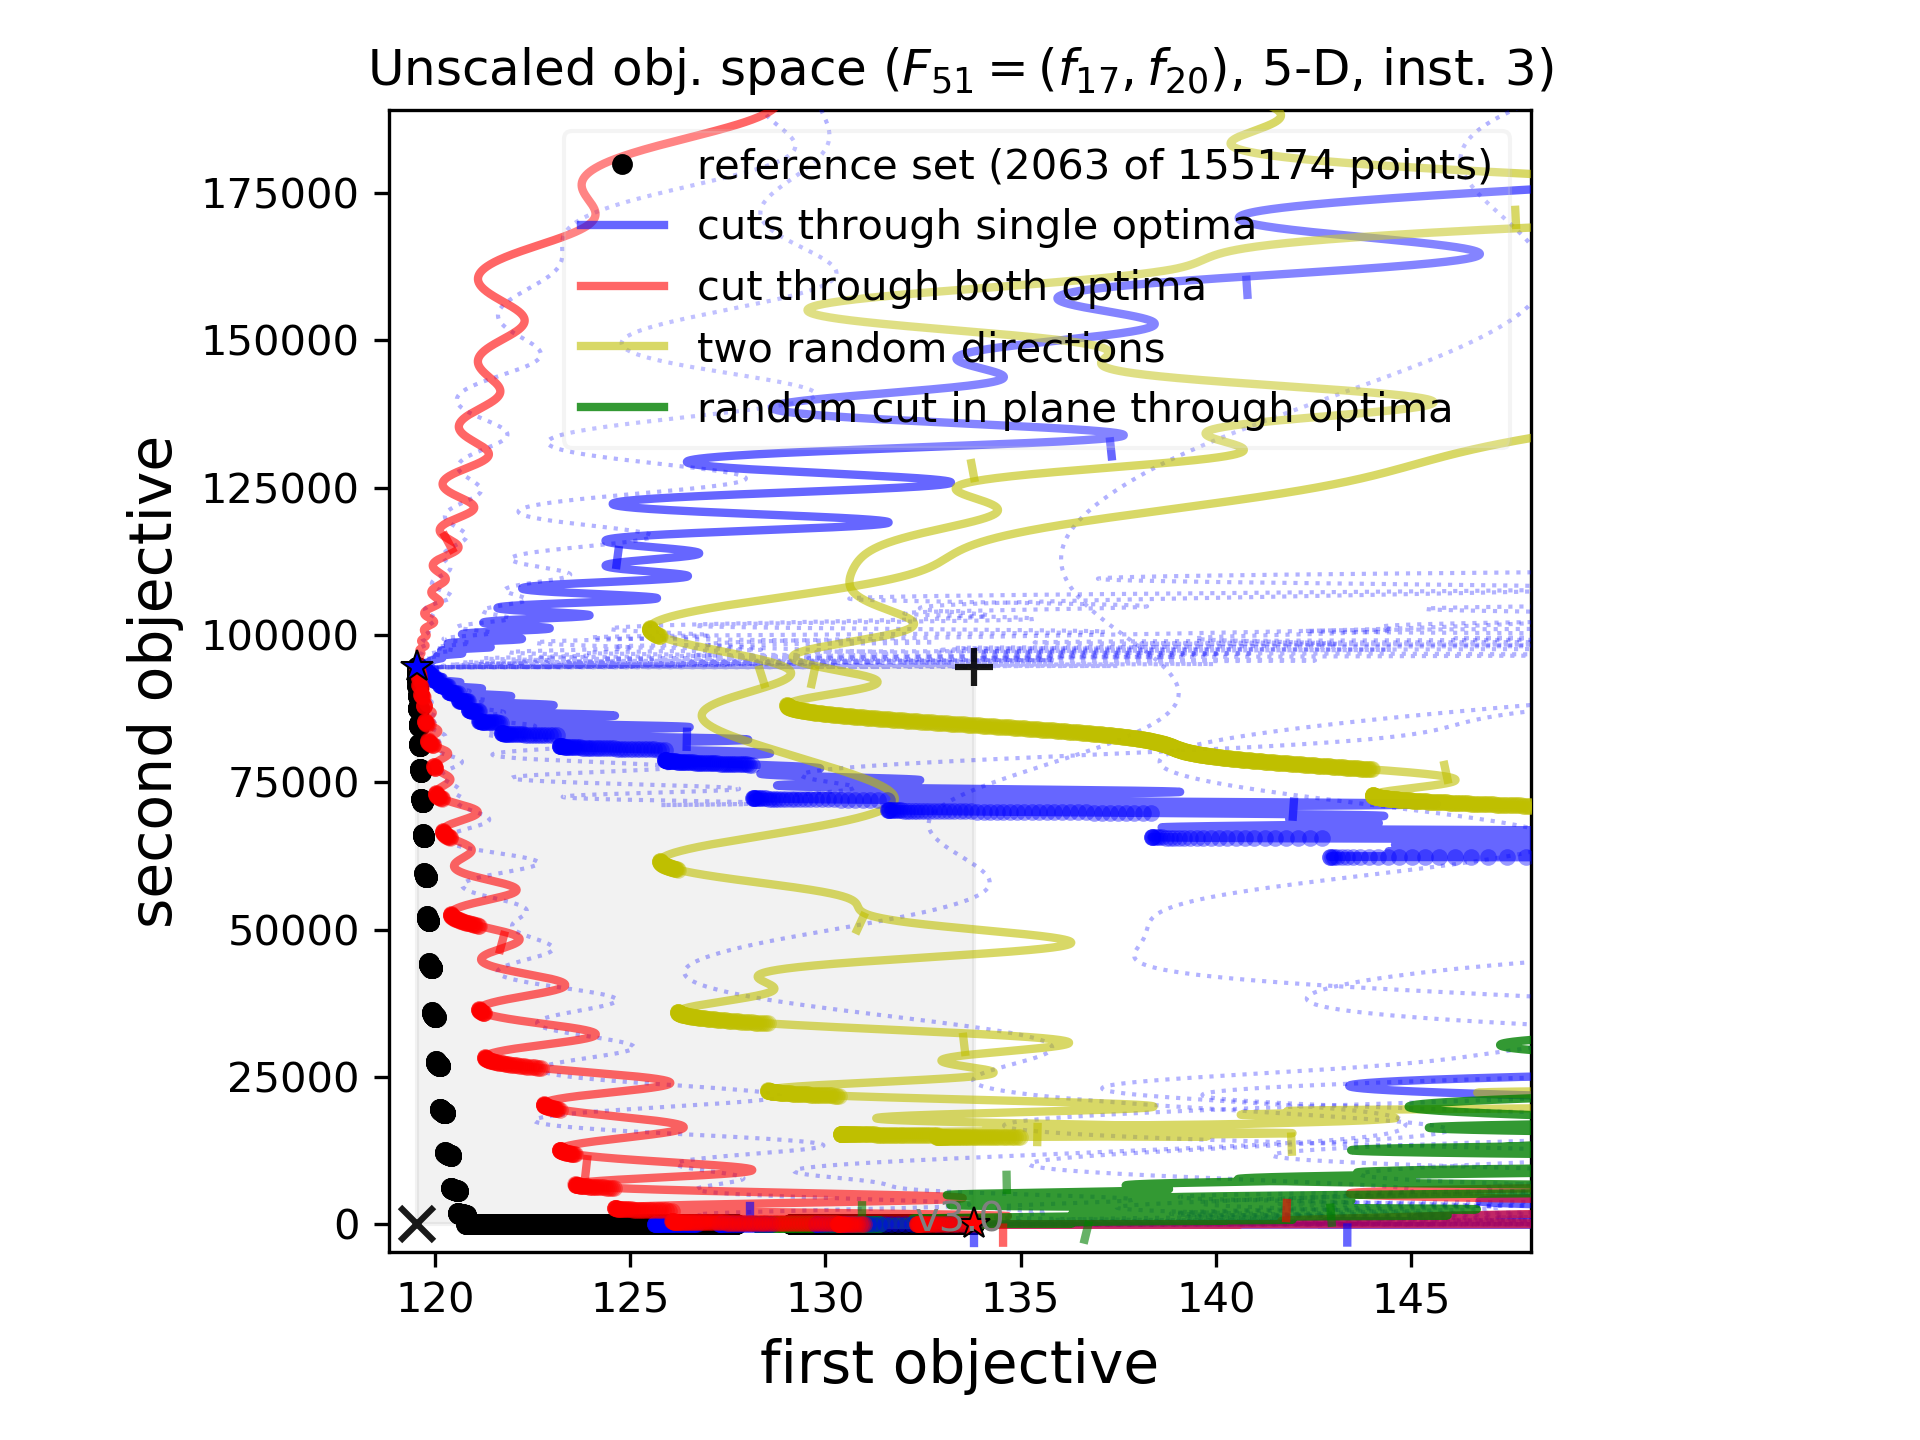 Unscaled obj. space (F51 = (f17, f20), 5-D, inst. 3)
reference set (2063 of 155174 points)
cuts through single optima
cut through both optima
two random directions
random cut in plane through optima
second objective
175000
150000
125000
100000
75000
50000
25000
0
v3.0
120 125 130 135 140 145
first objective